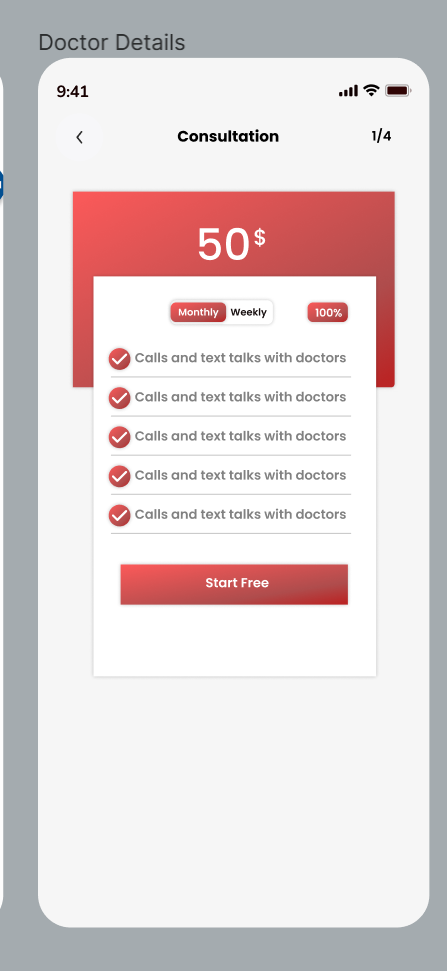 Doctor Details
9:41
Consultation
1/4
50$
Monthly Weekly 100%
Calls and text talks with doctors
Calls and text talks with doctors
Calls and text talks with doctors
Calls and text talks with doctors
Calls and text talks with doctors
Start Free